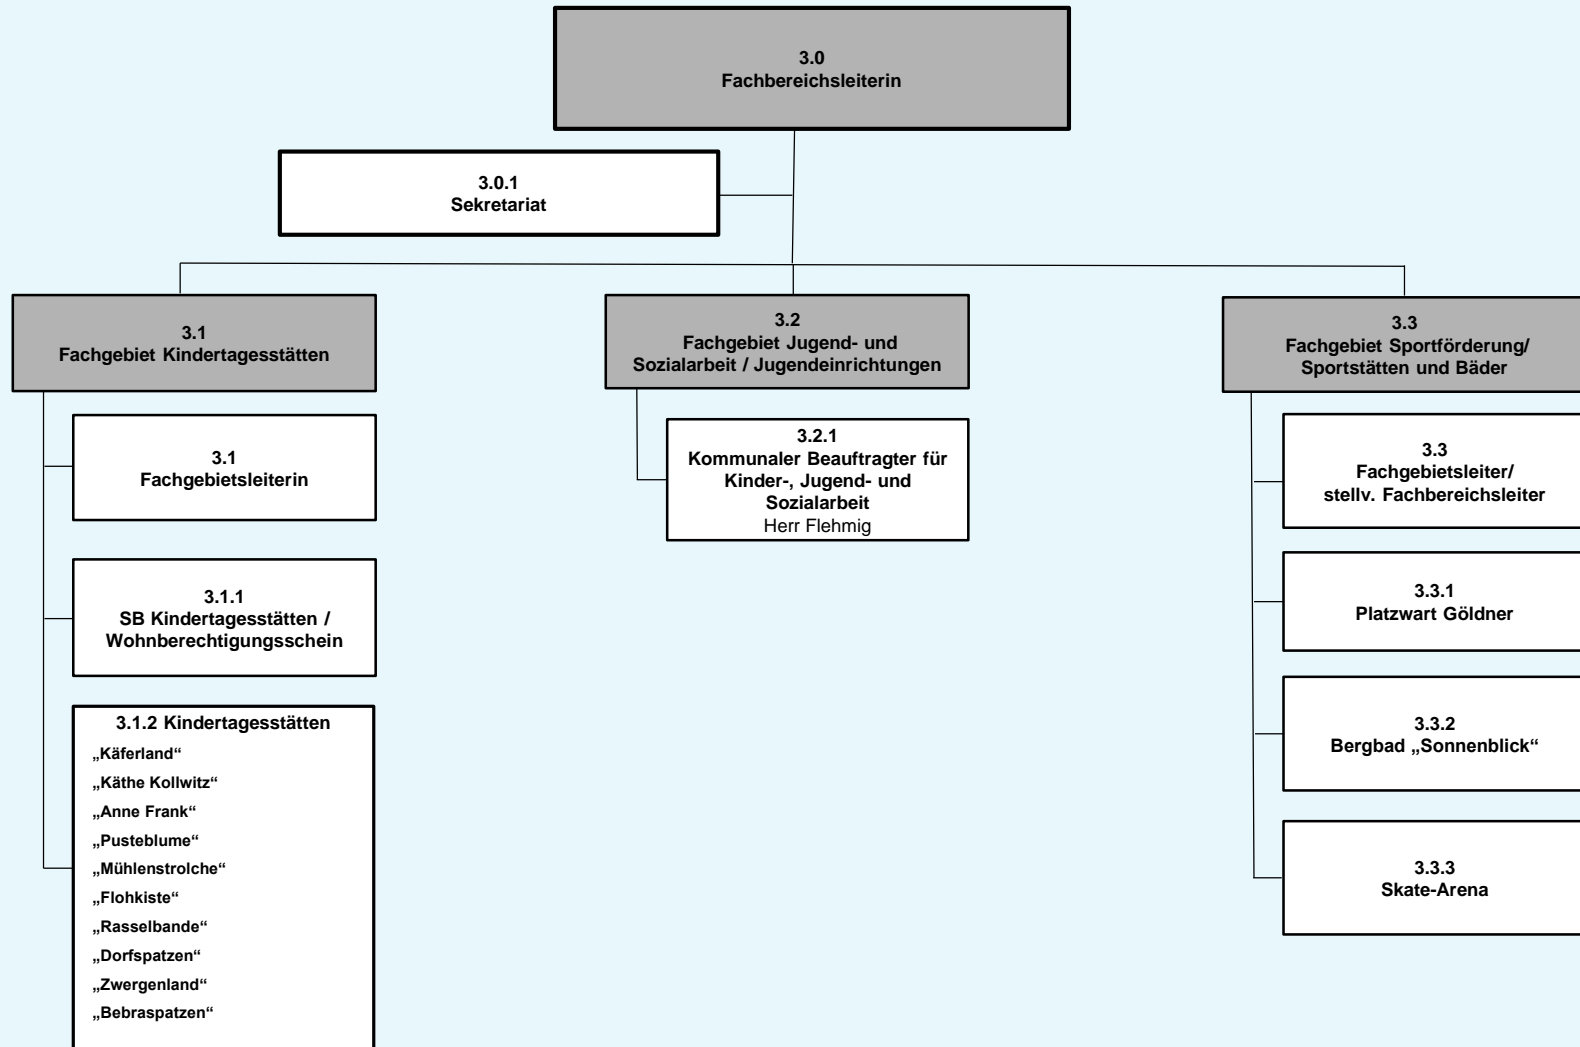 3.0
Fachbereichsleiterin
3.0.1
Sekretariat
3.1
Fachgebiet Kindertagesstätten
3.1
Fachgebietsleiterin
3.1.1
SB Kindertagesstätten /
Wohnberechtigungsschein
3.1.2 Kindertagesstätten
„Käferland“
„Käthe Kollwitz“
„Anne Frank“
„Pusteblume“
„Mühlenstrolche“
„Flohkiste“
„Rasselbande“
„Dorfspatzen“
„Zwergenland“
„Bebraspatzen“
3.2
Fachgebiet Jugend- und
Sozialarbeit / Jugendeinrichtungen
3.2.1
Kommunaler Beauftragter für
Kinder-, Jugend- und
Sozialarbeit
Herr Flehmig
3.3
Fachgebiet Sportförderung/
Sportstätten und Bäder
3.3
Fachgebietsleiter/
stellv. Fachbereichsleiter
3.3.1
Platzwart Göldner
3.3.2
Bergbad „Sonnenblick“
3.3.3
Skate-Arena